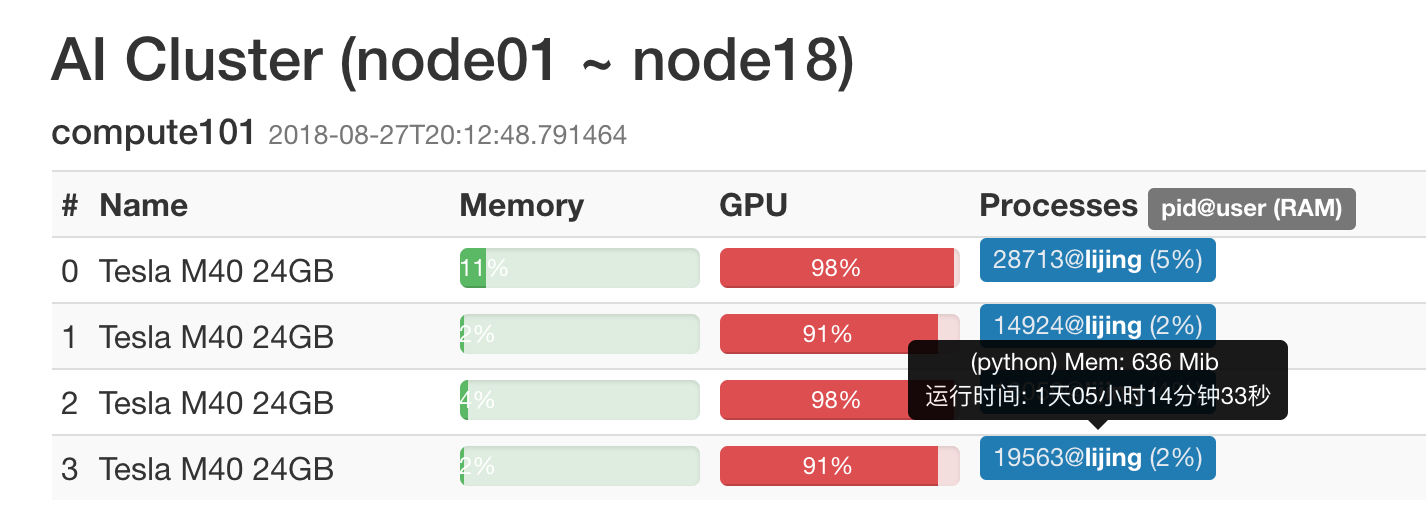 AI Cluster (node01 ~ node18)
compute101 2018-08-27T20:12:48.791464
# Name Memory GPU Processes pid@user (RAM)
0 Tesla M40 24GB 11% 98% 28713@lijing (5%)
1 Tesla M40 24GB 2% 91% 14924@lijing (2%)
(python) Mem: 636 Mib
运行时间: 1天05小时14分钟33秒
2 Tesla M40 24GB 4% 98%
3 Tesla M40 24GB 2% 91% 19563@lijing (2%)